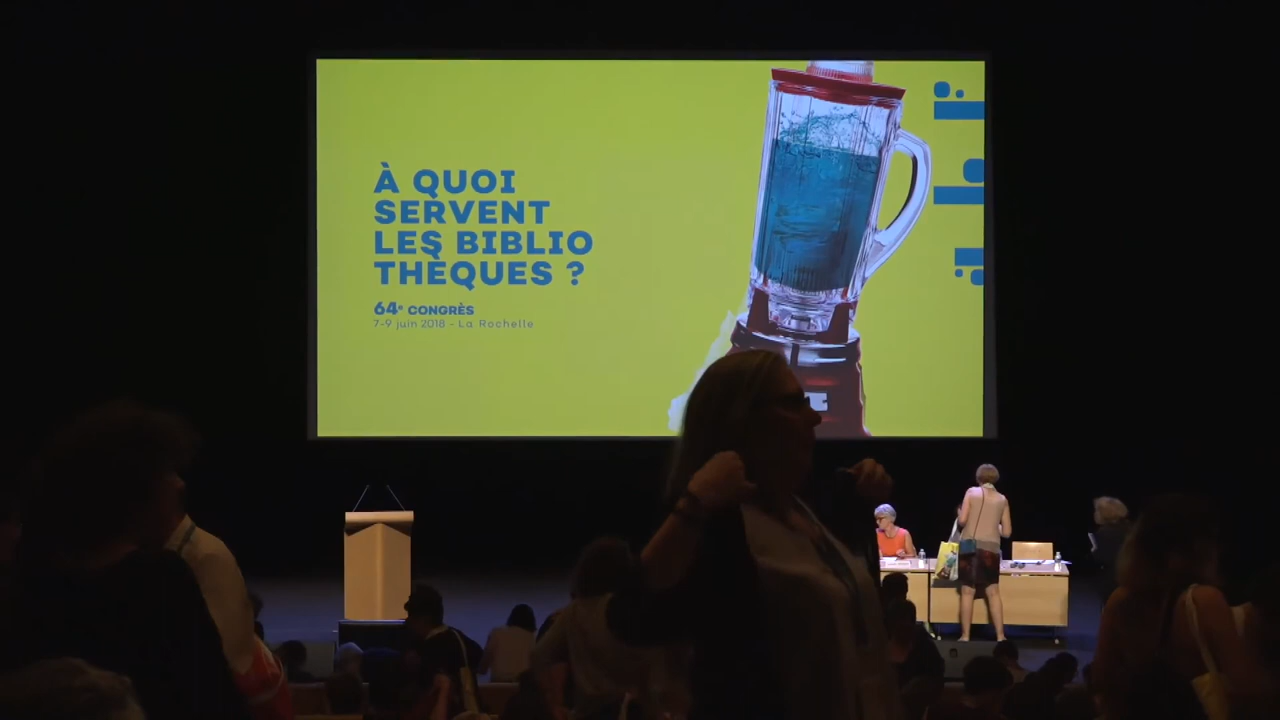 À QUOI
SERVENT
LES BIBLIO
THÈQUES ?
64e CONGRÈS
7-9 juin 2018 - La Rochelle